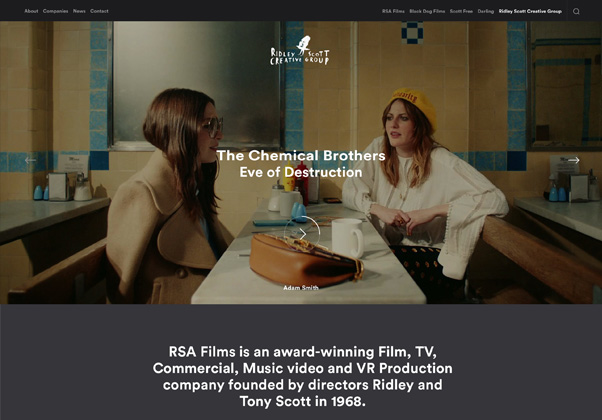 About Companies News Contact
RSA Films Black Dog Films Scott Free Darling Ridley Scott Creative Group
RIDLEY SCOTT
CREATIVE GROUP
The Chemical Brothers
Eve of Destruction
Adam Smith
RSA Films is an award-winning Film, TV,
Commercial, Music video and VR Production
company founded by directors Ridley and
Tony Scott in 1968.